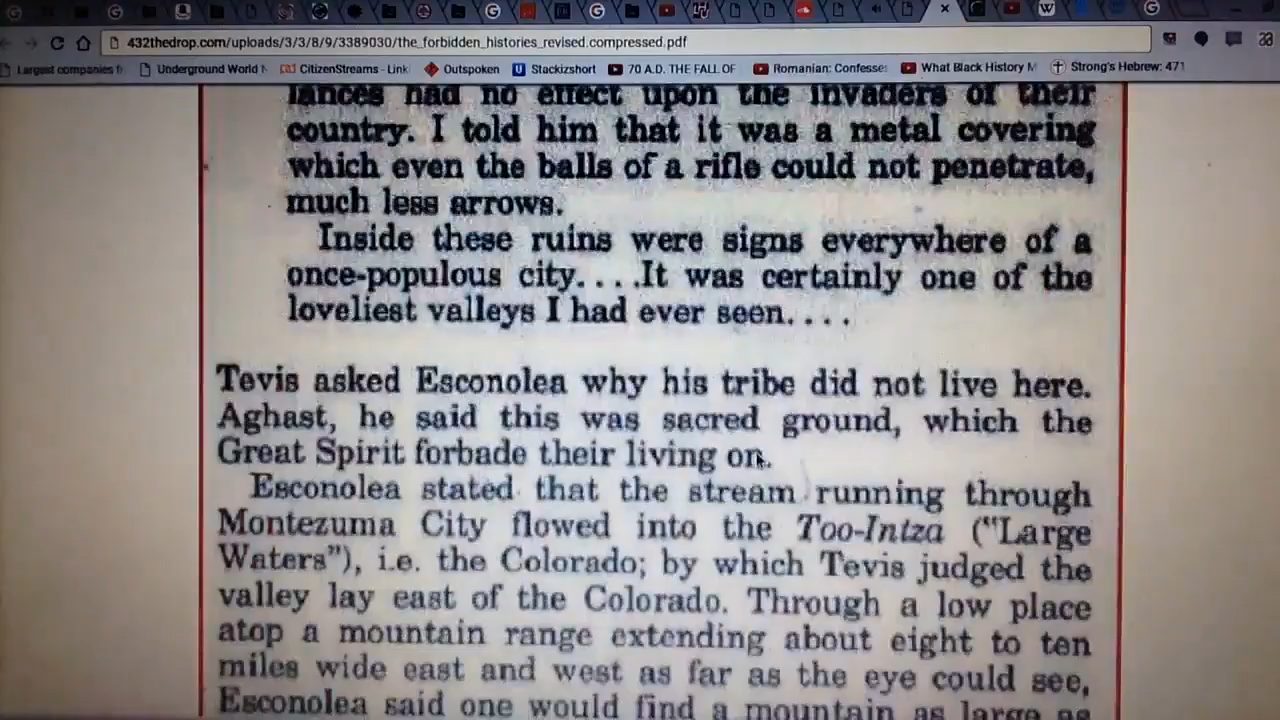 432thedrop.com/uploads/3/3/8/9/3389030/the_forbidden_histories_revised.compressed.pdf
Largest companies Underground World CitizenStreams - Link Outspoken Stackizshort 70 A.D. THE FALL OF Romanian: Confesse What Black History M Strong's Hebrew: 471
lances had no effect upon the invaders of their
country. I told him that it was a metal covering
which even the balls of a rifle could not penetrate,
much less arrows.
Inside these ruins were signs everywhere of a
once-populous city. . . .It was certainly one of the
loveliest valleys I had ever seen. . . .
Tevis asked Esconolea why his tribe did not live here.
Aghast, he said this was sacred ground, which the
Great Spirit forbade their living on.
Esconolea stated that the stream running through
Montezuma City flowed into the Too-Intza ("Large
Waters"), i.e. the Colorado; by which Tevis judged the
valley lay east of the Colorado. Through a low place
atop a mountain range extending about eight to ten
miles wide east and west as far as the eye could see,
Esconolea said one would find a mountain as large as